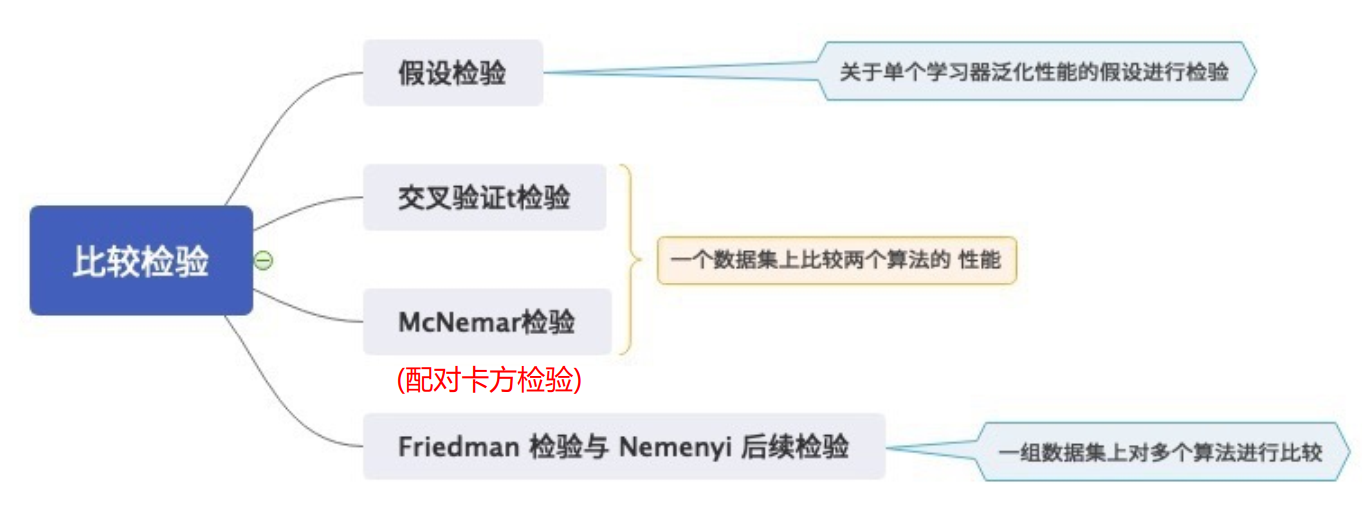 比较检验
假设检验
关于单个学习器泛化性能的假设进行检验
交叉验证t检验
McNemar检验
(配对卡方检验)
一个数据集上比较两个算法的 性能
Friedman 检验与 Nemenyi 后续检验
一组数据集上对多个算法进行比较